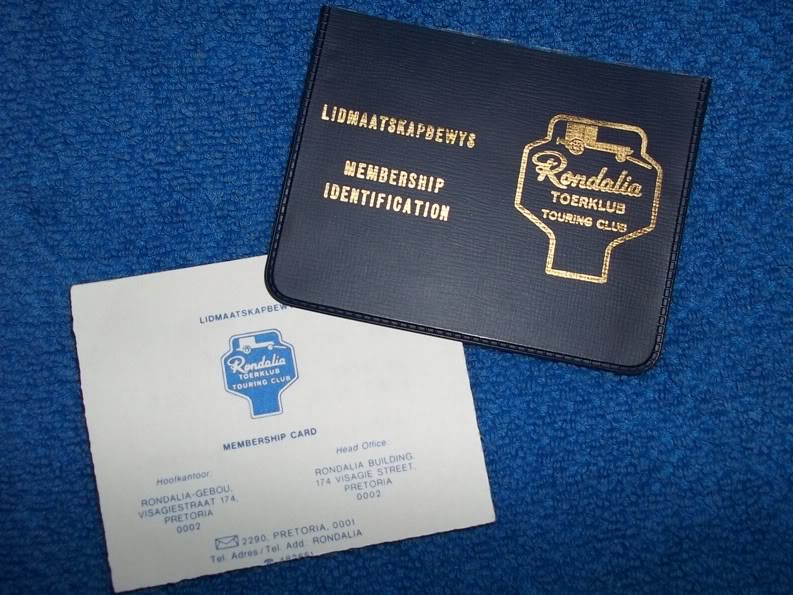 LIDMAATSKAPBEWYS
MEMBERSHIP
IDENTIFICATION
Rondalia
TOERKLUB
TOURING CLUB
Rondalia
TOERKLUB
TOURING CLUB
MEMBERSHIP CARD
Hoofkantoor:
RONDALIA-GEBOU,
VISAGIESTRAAT 174,
PRETORIA
0002
Head Office:
RONDALIA BUILDING
174 VISAGIE STREET,
PRETORIA
0002
2290, PRETORIA, 0001
Tel. Adres/Tel. Add. RONDALIA